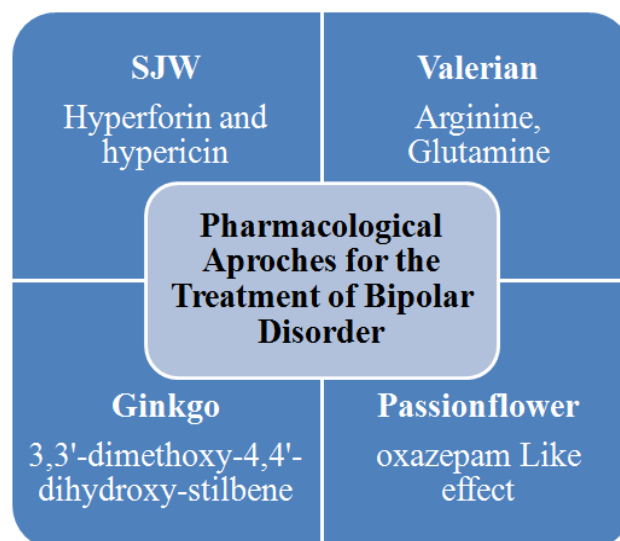 SJW
Hyperforin and
hypericin
Valerian
Arginine,
Glutamine
Pharmacological
Aproches for the
Treatment of Bipolar
Disorder
Ginkgo
3,3'-dimethoxy-4,4'-
dihydroxy-stilbene
Passionflower
oxazepam Like
effect